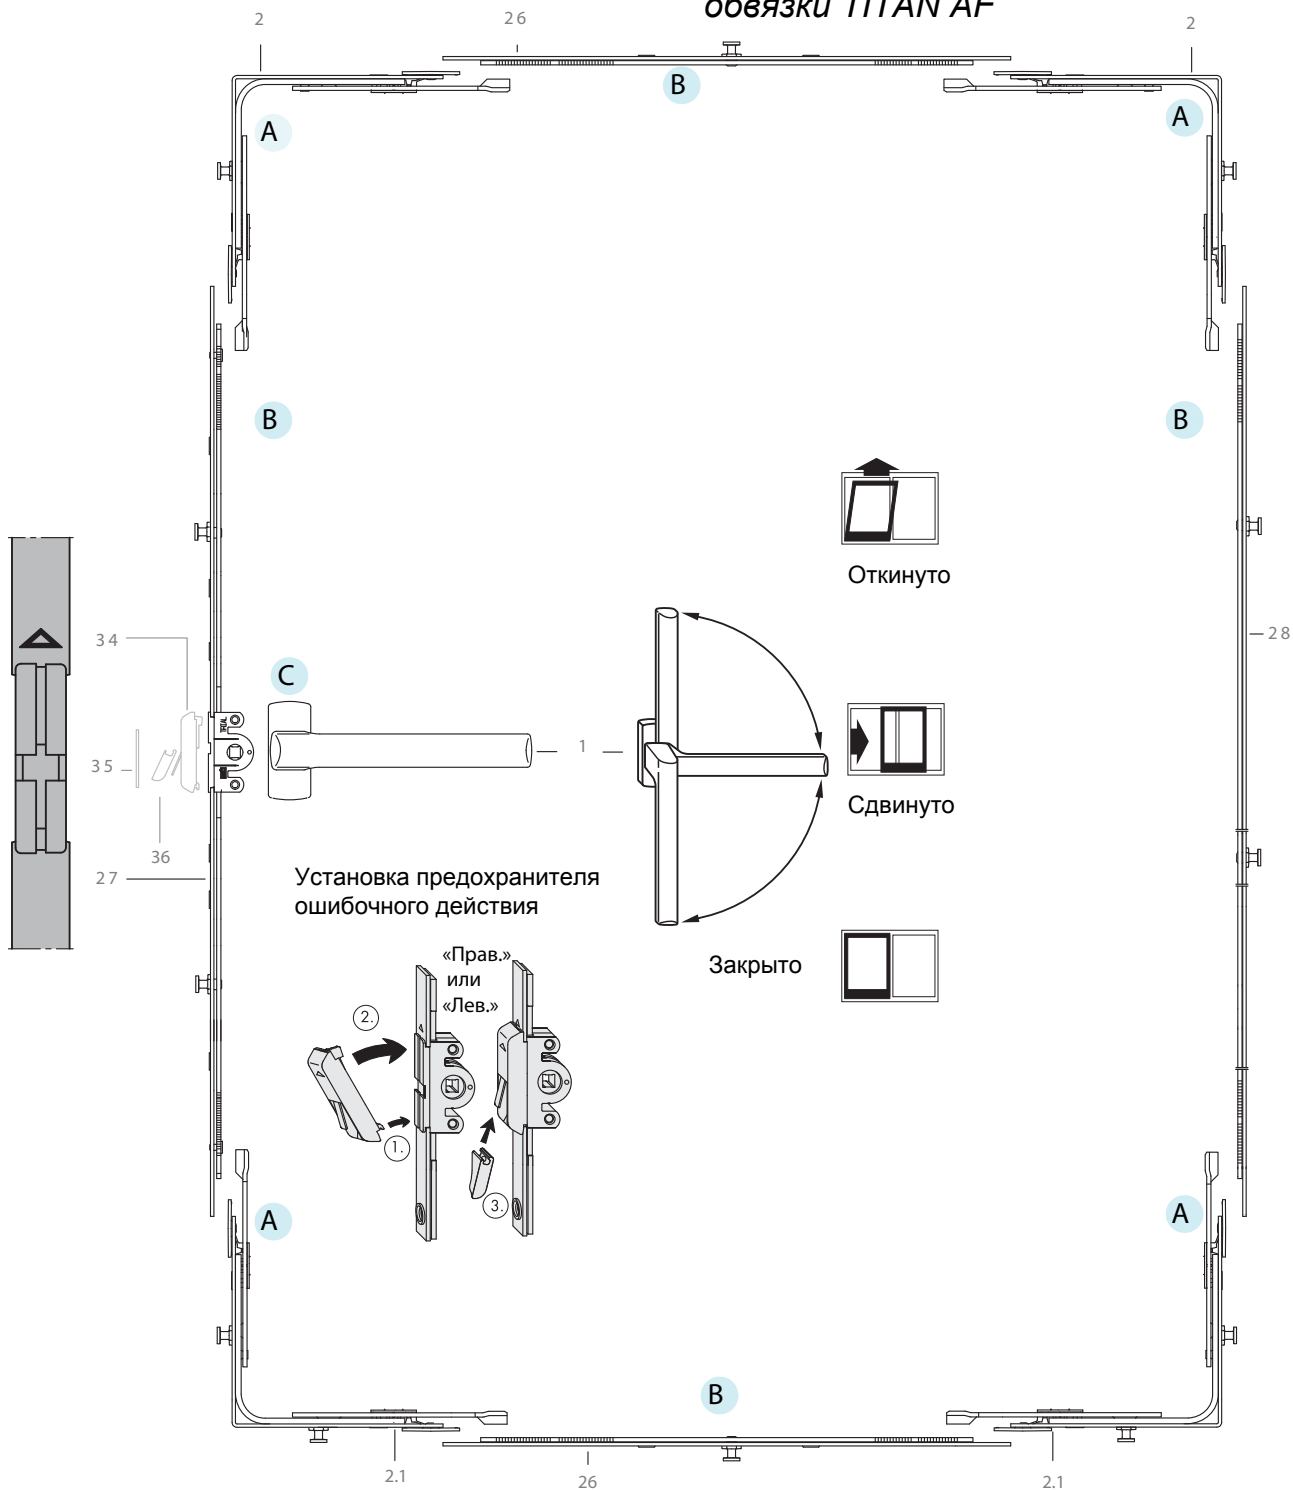 обвязки TITAN AF
2
26
2
B
A
A
B
B
Откинуто
34
28
C
1
35
36
Сдвинуто
27
Установка предохранителя
ошибочного действия
«Прав.»
или
«Лев.»
Закрыто
2.
1.
3.
A
A
B
2.1
26
2.1